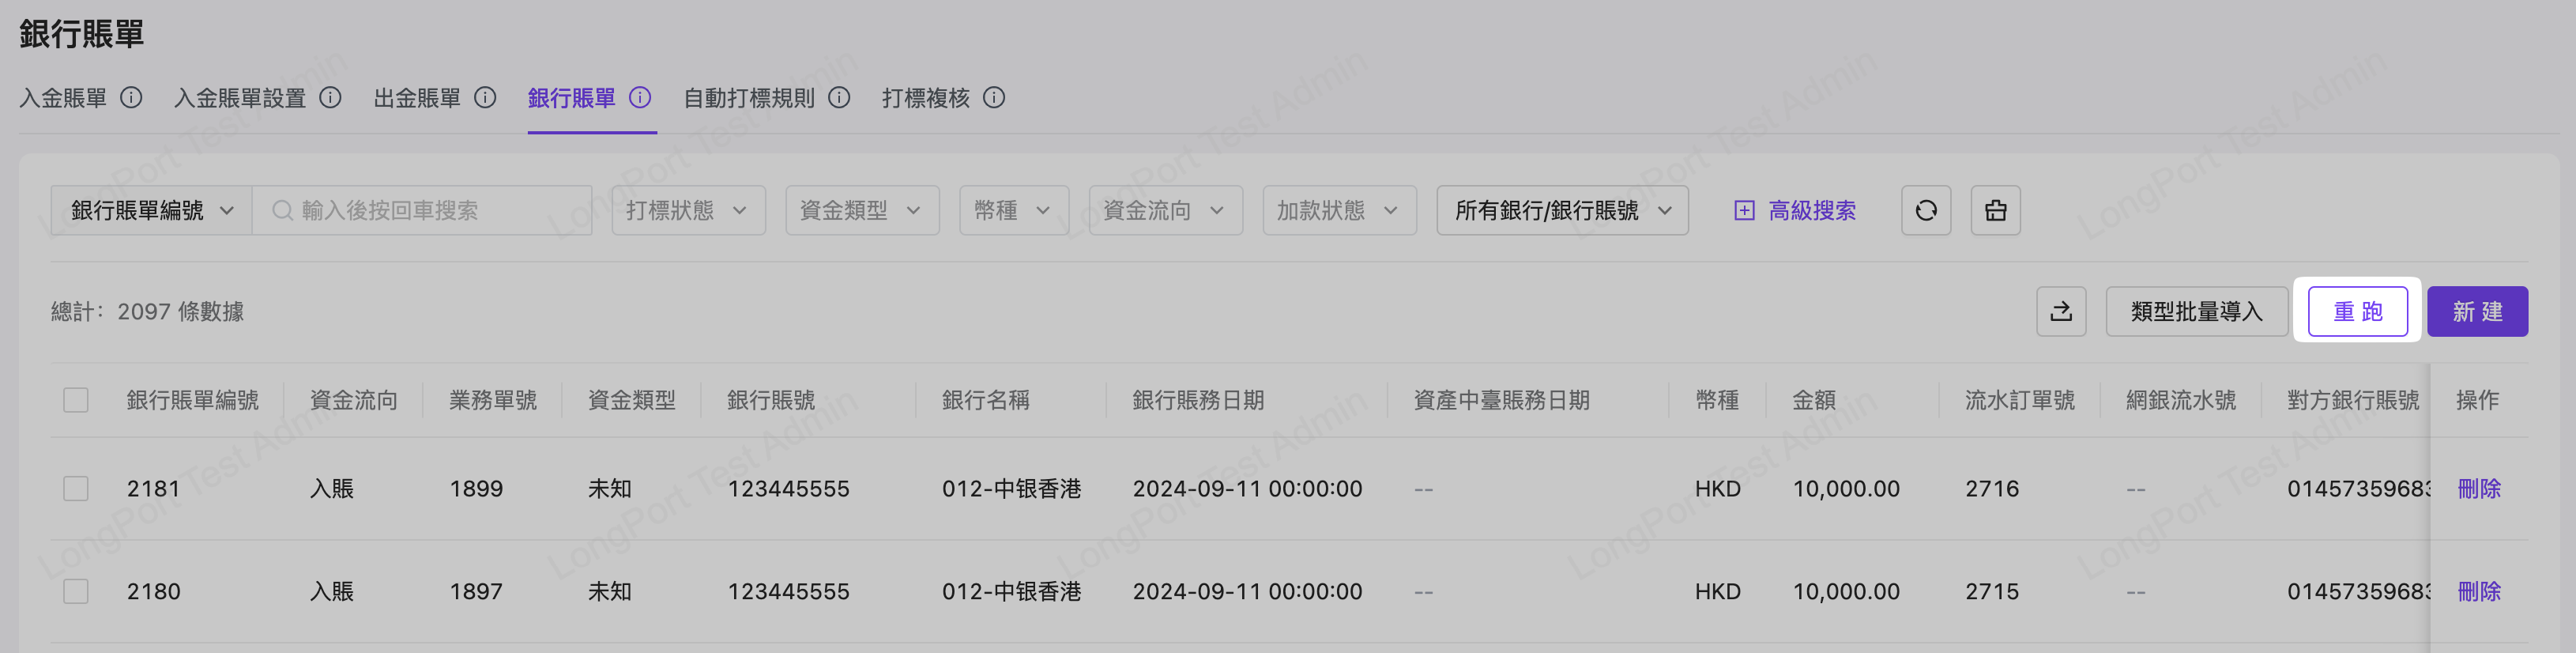 銀行賬單
入金賬單 入金賬單設置 出金賬單 銀行賬單 自動打標規則 打標複核
銀行賬單編號 輸入後按回車搜索 打標狀態 資金類型 幣種 資金流向 加款狀態 所有銀行/銀行賬號 高級搜索
總計： 2097 條數據 類型批量導入 重 跑 新 建
銀行賬單編號 資金流向 業務單號 資金類型 銀行賬號 銀行名稱 銀行賬務日期 資產中臺賬務日期 幣種 金額 流水訂單號 網銀流水號 對方銀行賬號 操作
2181 入賬 1899 未知 123445555 012-中银香港 2024-09-11 00:00:00 -- HKD 10,000.00 2716 -- 01457359683 刪除
2180 入賬 1897 未知 123445555 012-中银香港 2024-09-11 00:00:00 -- HKD 10,000.00 2715 -- 01457359683 刪除
LongPort Test Admin